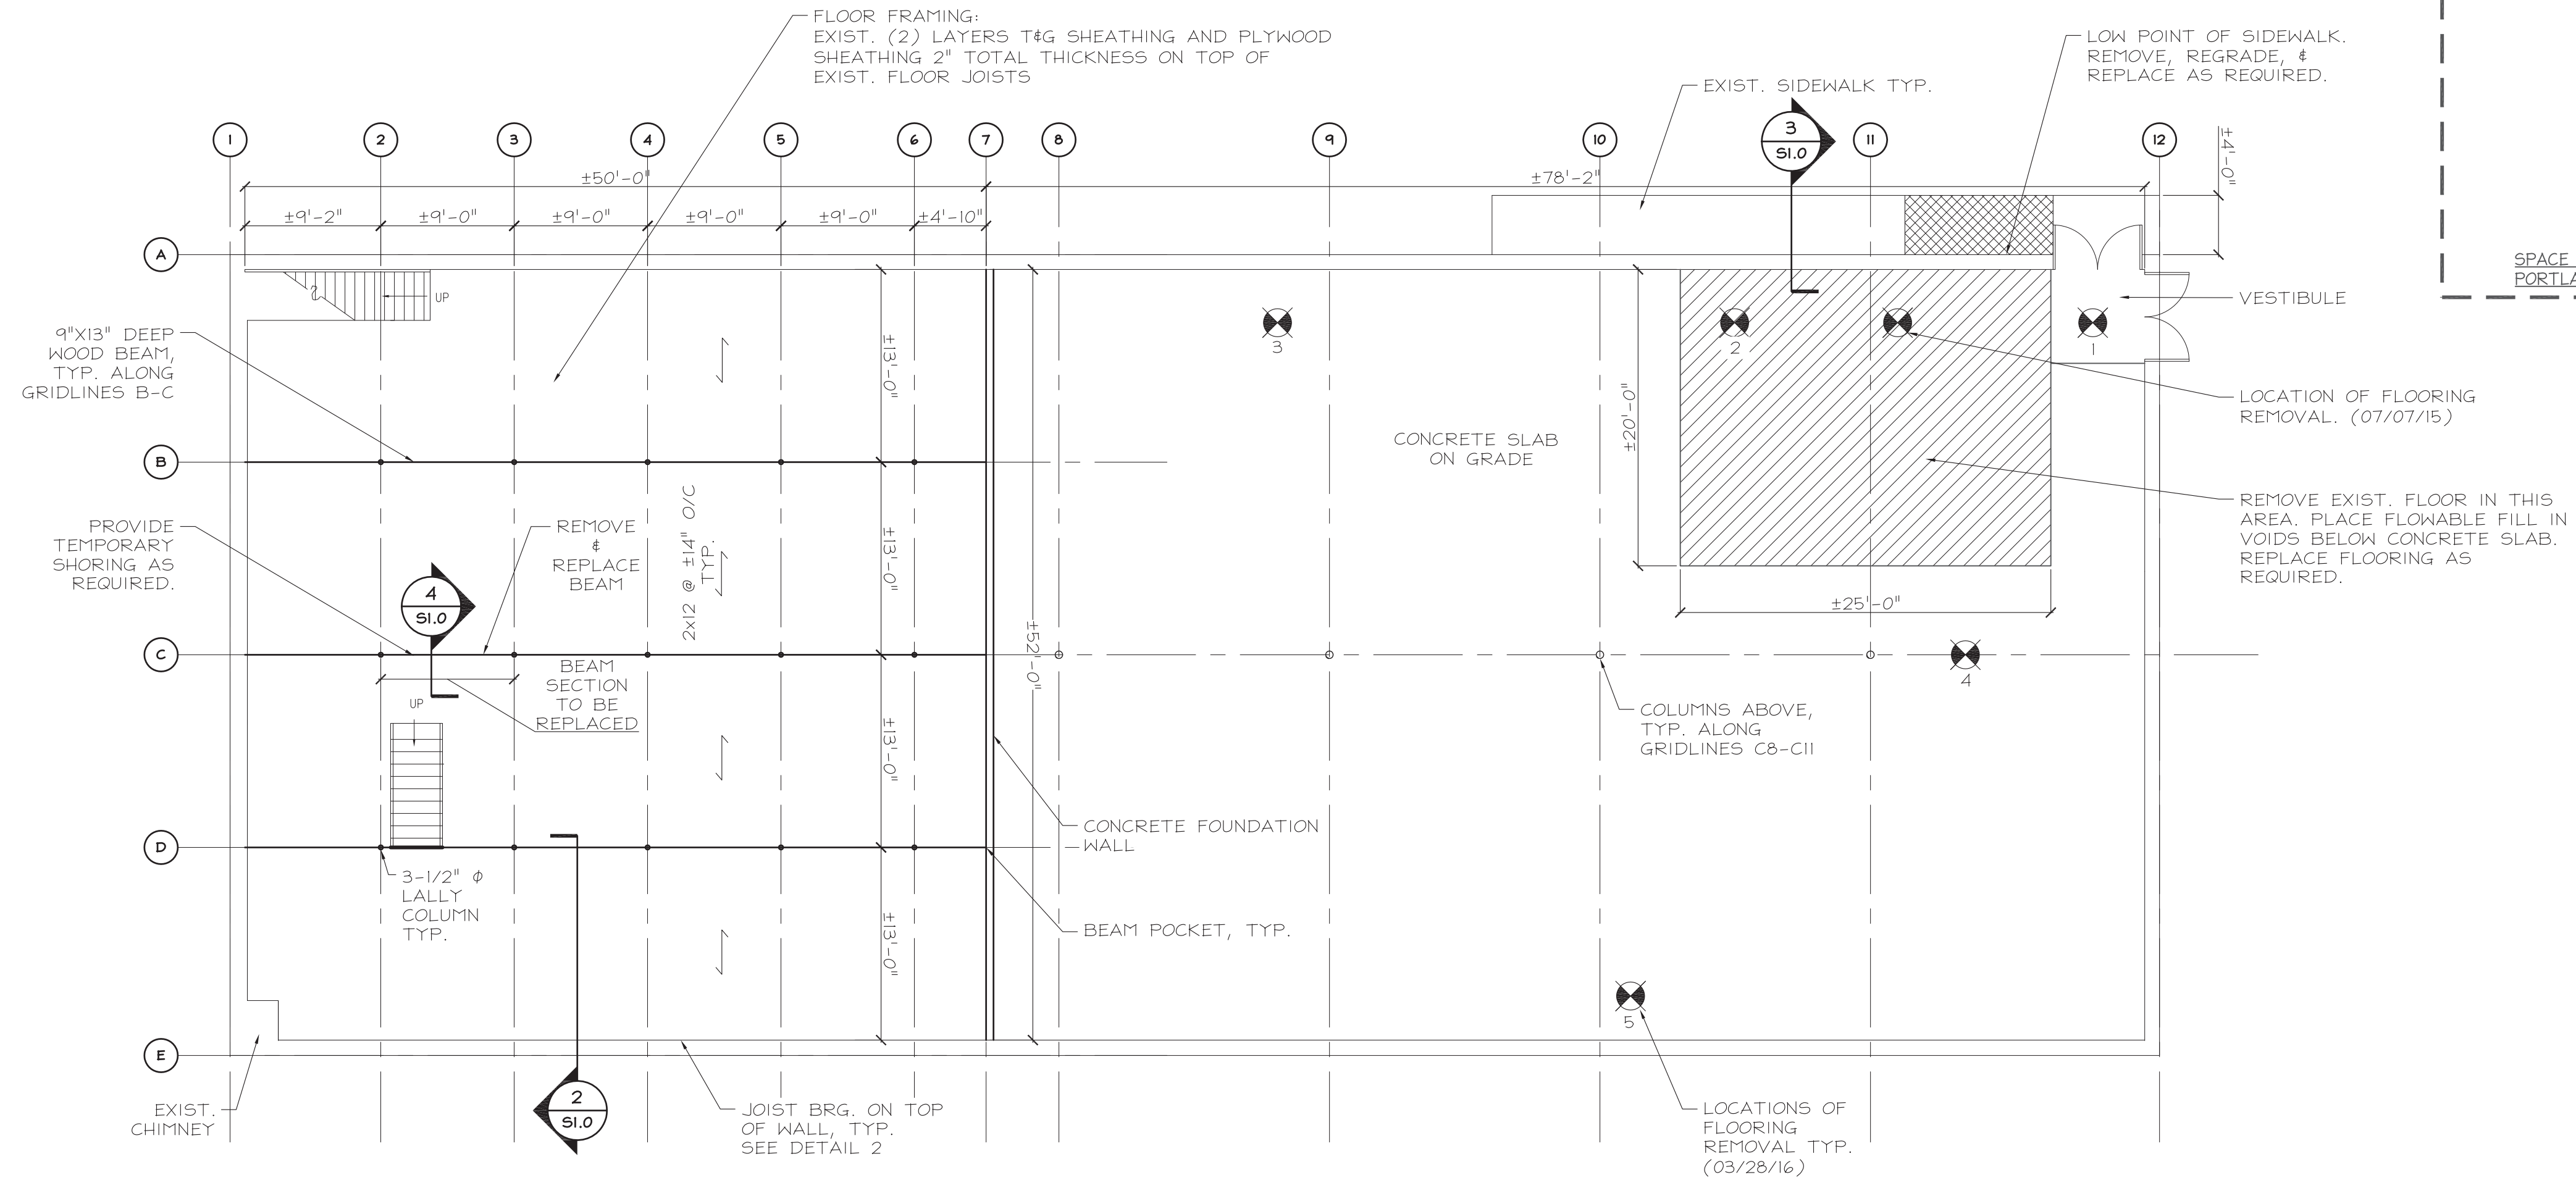 FLOOR FRAMING:
EXIST. (2) LAYERS T&G SHEATHING AND PLYWOOD
SHEATHING 2" TOTAL THICKNESS ON TOP OF
EXIST. FLOOR JOISTS
LOW POINT OF SIDEWALK.
REMOVE, REGRADE, &
REPLACE AS REQUIRED.
EXIST. SIDEWALK TYP.
1
2
3
4
5
6
7
8
9
10
3
S1.0
11
12
±4'-0"
±50'-0"
±78'-2"
±9'-2"
±9'-0"
±9'-0"
±9'-0"
±9'-0"
±4'-10"
A
SPACE
UP
VESTIBULE
9"X13" DEEP
WOOD BEAM,
TYP. ALONG
GRIDLINES B-C
±13'-0"
3
2
1
±20'-0"
LOCATION OF FLOORING
REMOVAL. (07/07/15)
CONCRETE SLAB
ON GRADE
B
PROVIDE
TEMPORARY
SHORING AS
REQUIRED.
REMOVE
&
REPLACE
BEAM
2x12 @ ±14" O/C
TYP.
±13'-0"
REMOVE EXIST. FLOOR IN THIS
AREA. PLACE FLOWABLE FILL IN
VOIDS BELOW CONCRETE SLAB.
REPLACE FLOORING AS
REQUIRED.
4
S1.0
±25'-0"
±52'-0"
C
BEAM
SECTION
TO BE
REPLACED
UP
4
COLUMNS ABOVE,
TYP. ALONG
GRIDLINES C8-C11
±13'-0"
CONCRETE FOUNDATION
WALL
D
3-1/2" ϕ
LALLY
COLUMN
TYP.
BEAM POCKET, TYP.
±13'-0"
5
E
EXIST.
CHIMNEY
2
S1.0
JOIST BRG. ON TOP
OF WALL, TYP.
SEE DETAIL 2
LOCATIONS OF
FLOORING
REMOVAL TYP.
(03/28/16)